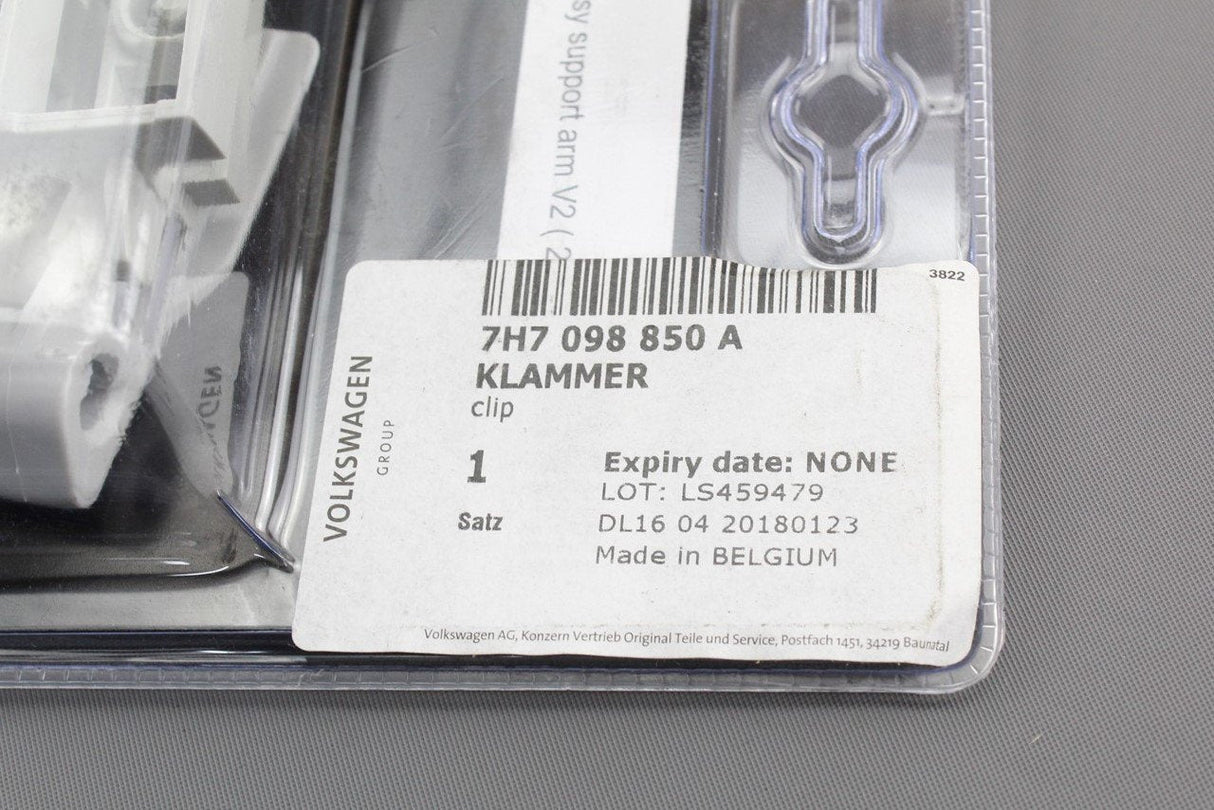 sy support arm V2 ( 2
3822
7H7 098 850 A
KLAMMER
clip
VOLKSWAGEN
GROUP
1
Satz
Expiry date: NONE
LOT: LS459479
DL16 04 20180123
Made in BELGIUM
Volkswagen AG, Konzern Vertrieb Original Teile und Service, Postfach 1451, 34219 Baunatal